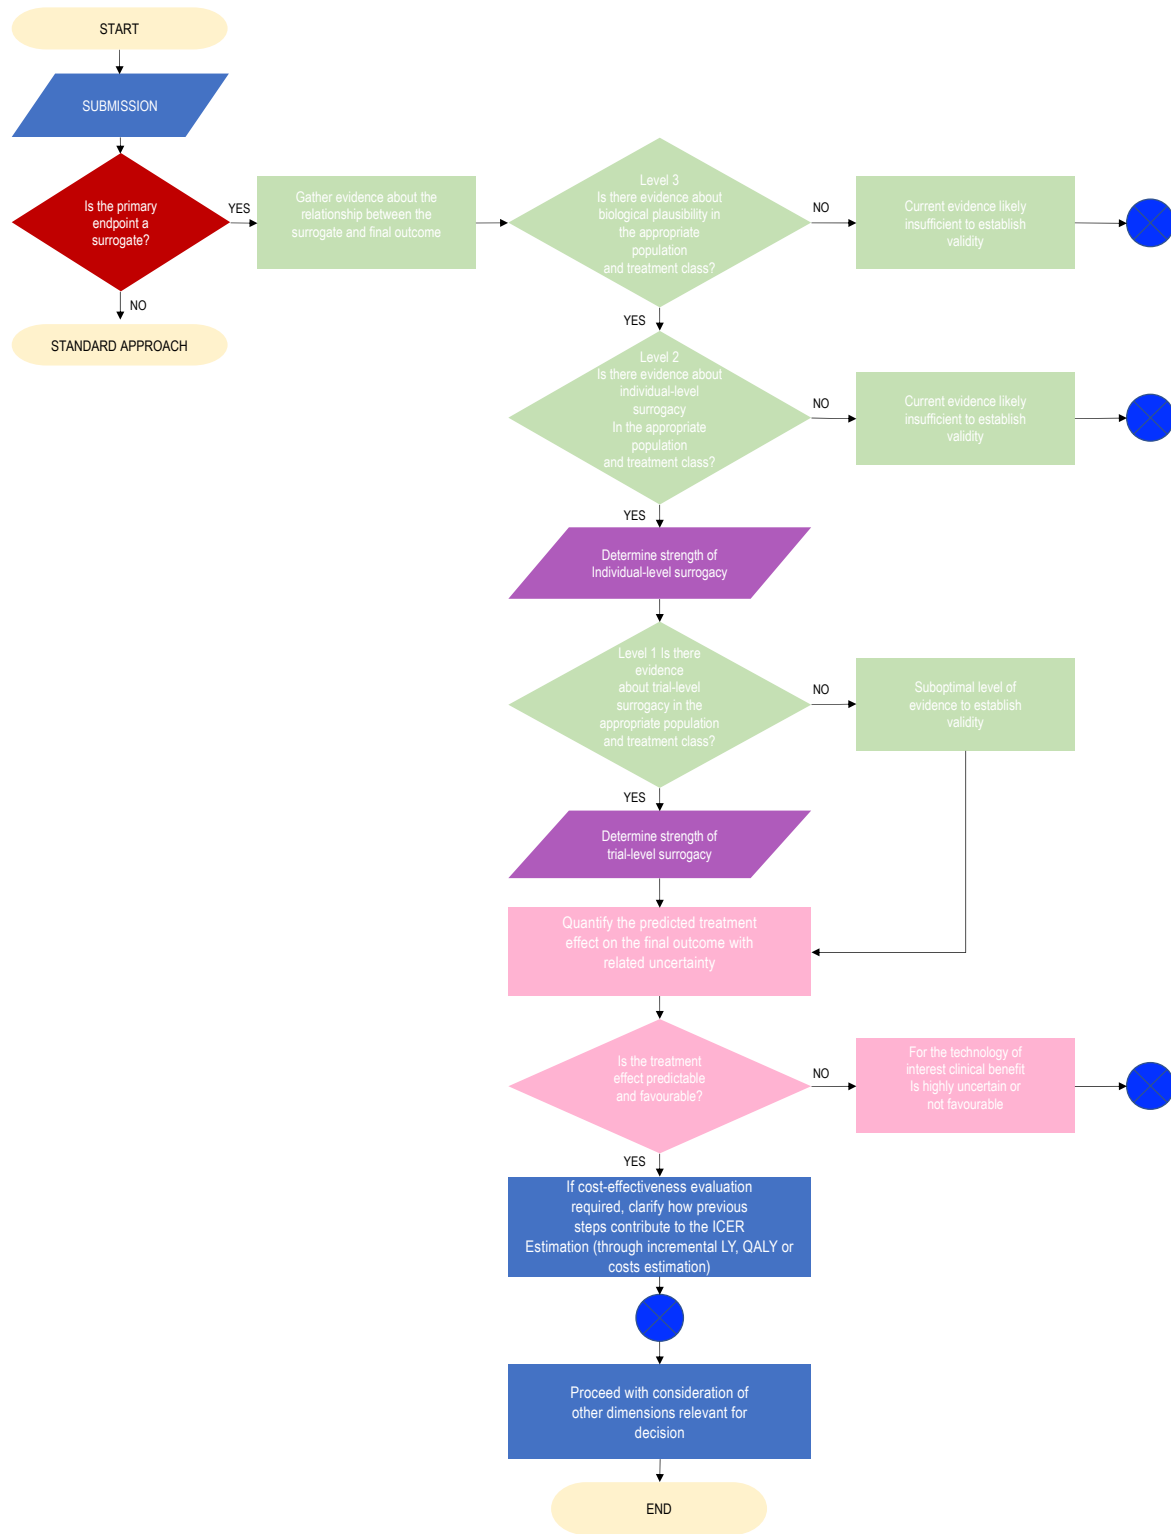 START
SUBMISSION
Is the primary
endpoint a
surrogate?
YES
NO
STANDARD APPROACH
Gather evidence about the
relationship between the
surrogate and final outcome
Level 3
Is there evidence about
biological plausibility in
the appropriate
population
and treatment class?
NO
Current evidence likely
insufficient to establish
validity
YES
Level 2
Is there evidence about
individual-level
surrogacy
In the appropriate
population
and treatment class?
NO
Current evidence likely
insufficient to establish
validity
YES
Determine strength of
Individual-level surrogacy
Level 1 Is there
evidence
about trial-level
surrogacy in the
appropriate population
and treatment class?
NO
Suboptimal level of
evidence to establish
validity
YES
Determine strength of
trial-level surrogacy
Quantify the predicted treatment
effect on the final outcome with
related uncertainty
Is the treatment
effect predictable
and favourable?
NO
For the technology of
interest clinical benefit
Is highly uncertain or
not favourable
YES
If cost-effectiveness evaluation
required, clarify how previous
steps contribute to the ICER
Estimation (through incremental LY, QALY or
costs estimation)
Proceed with consideration of
other dimensions relevant for
decision
END